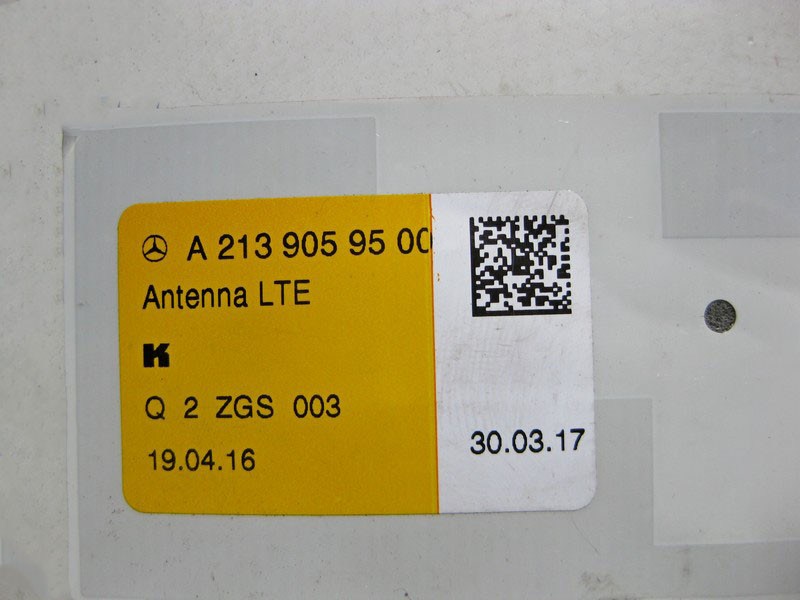 A 213 905 95 00
Antenna LTE
K
Q 2 ZGS 003
19.04.16
30.03.17